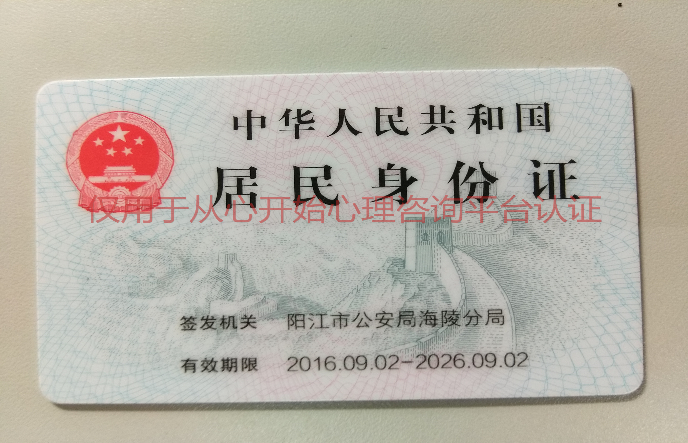 中华人民共和国
居民身份证
仅用于从心开始心理咨询平台认证
签发机关 阳江市公安局海陵分局
有效期限 2016.09.02-2026.09.02